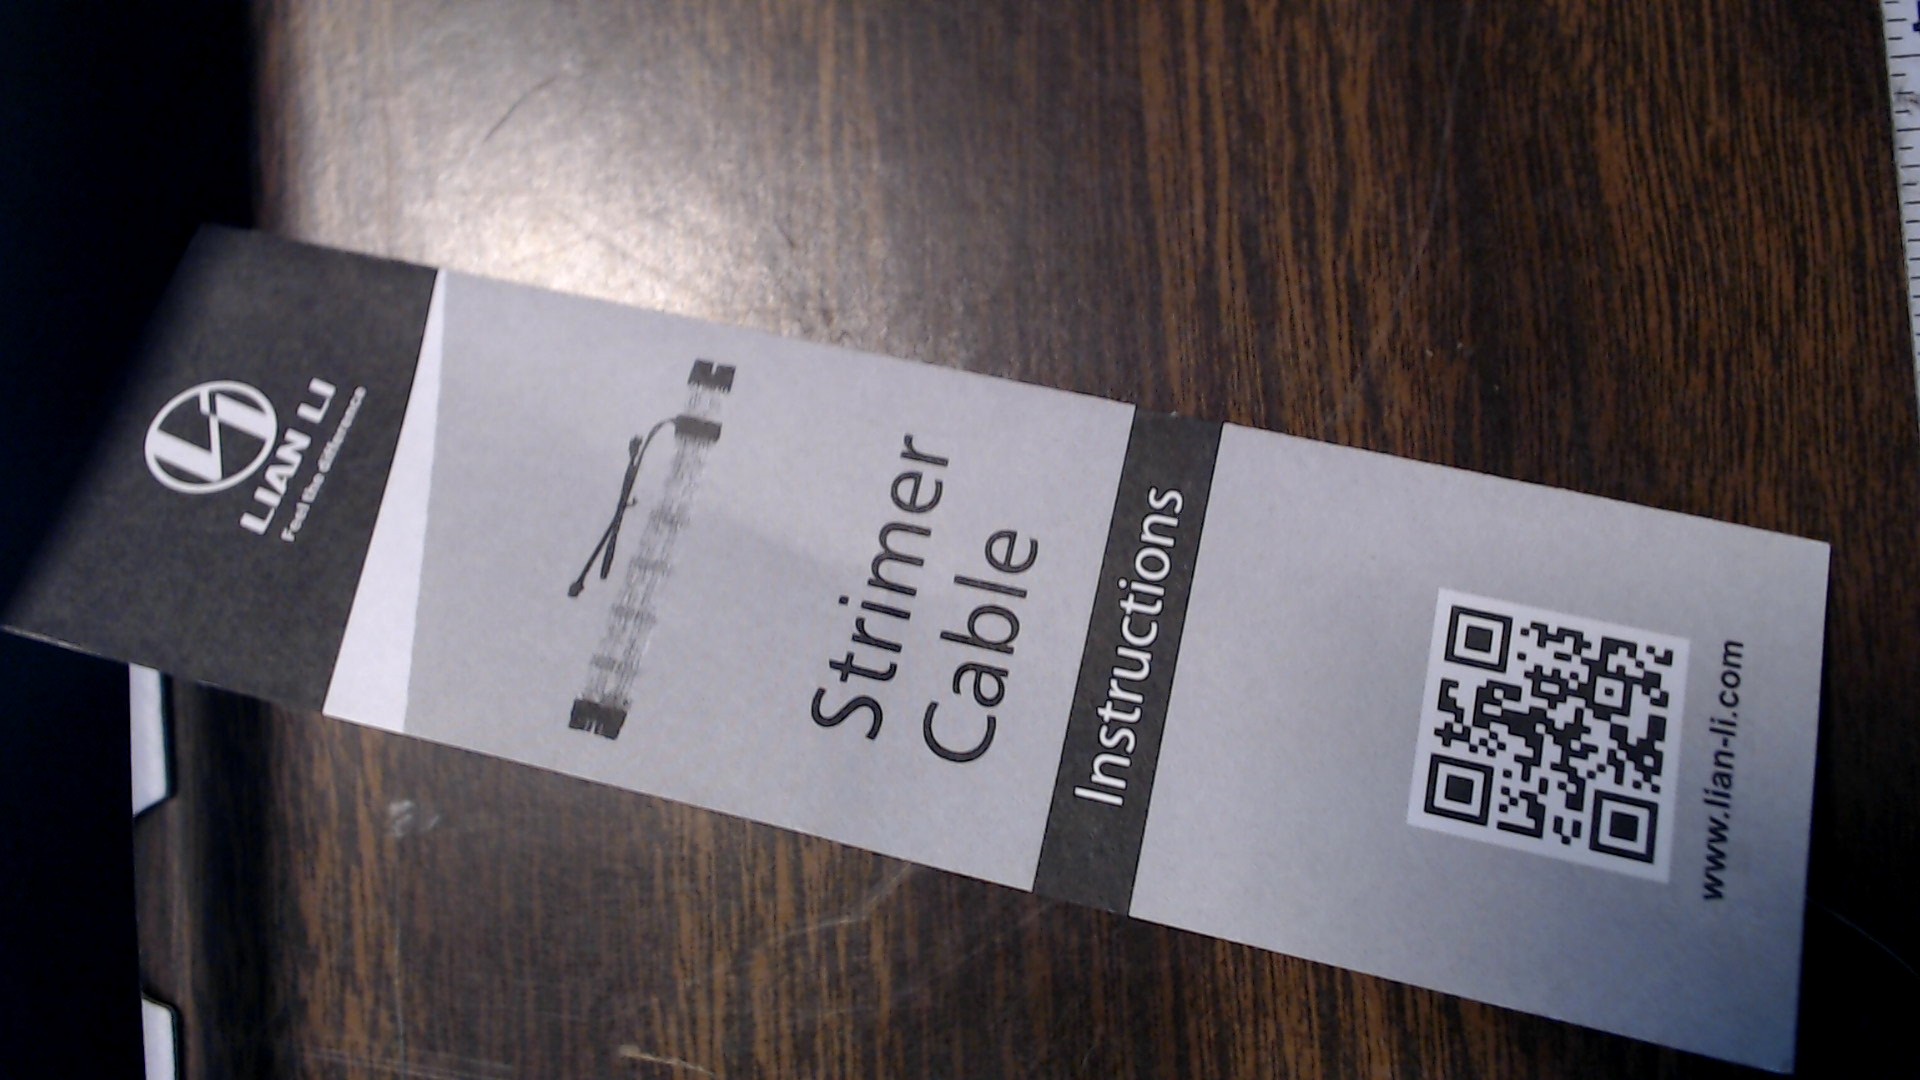 LIAN LI
Feel the difference
Strimer
Cable
Instructions
www.lian-li.com